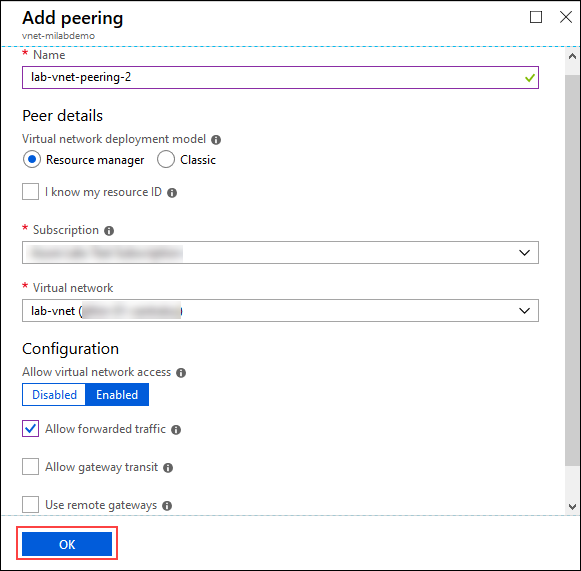 Add peering
vnet-milabdemo
* Name
lab-vnet-peering-2
Peer details
Virtual network deployment model
Resource manager Classic
I know my resource ID
* Subscription
* Virtual network
lab-vnet ( )
Configuration
Allow virtual network access
Disabled Enabled
Allow forwarded traffic
Allow gateway transit
Use remote gateways
OK